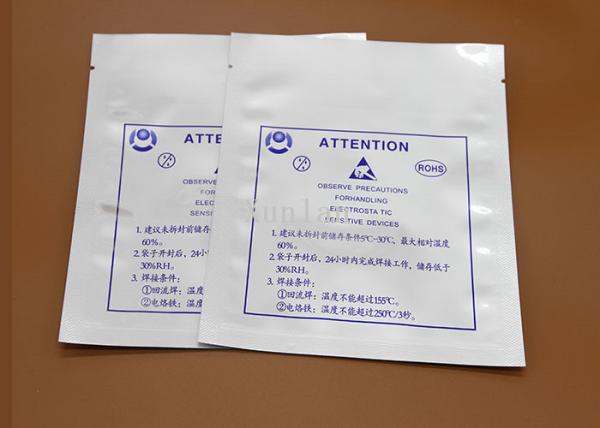 ATTE
OBSERVE
FOR
ELEC
SENSI
1. 建议未拆封前储存
60%。
2. 袋子开封后，24小
30%RH。
3. 焊接条件：
①回流焊：温度
②电烙铁：温度
ATTENTION
ROHS
OBSERVE PRECAUTIONS
FORHANDLING
ELECTROSTA TIC
SENSITIVE DEVICES
1. 建议未拆封前储存条件5℃~30℃，最大相对湿度
60%。
2. 袋子开封后，24小时内完成焊接工作，储存低于
30%RH。
3. 焊接条件：
①回流焊：温度不能超过155℃。
②电烙铁：温度不能超过250℃/3秒。
Xunlan